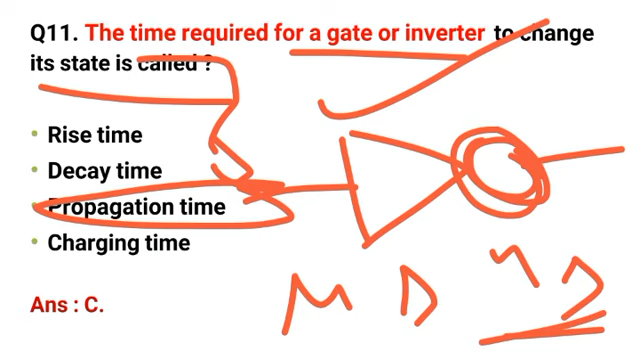 Q11. The time required for a gate or inverter to change
its state is called ?
• Rise time
• Decay time
• Propagation time
• Charging time
Ans : C.